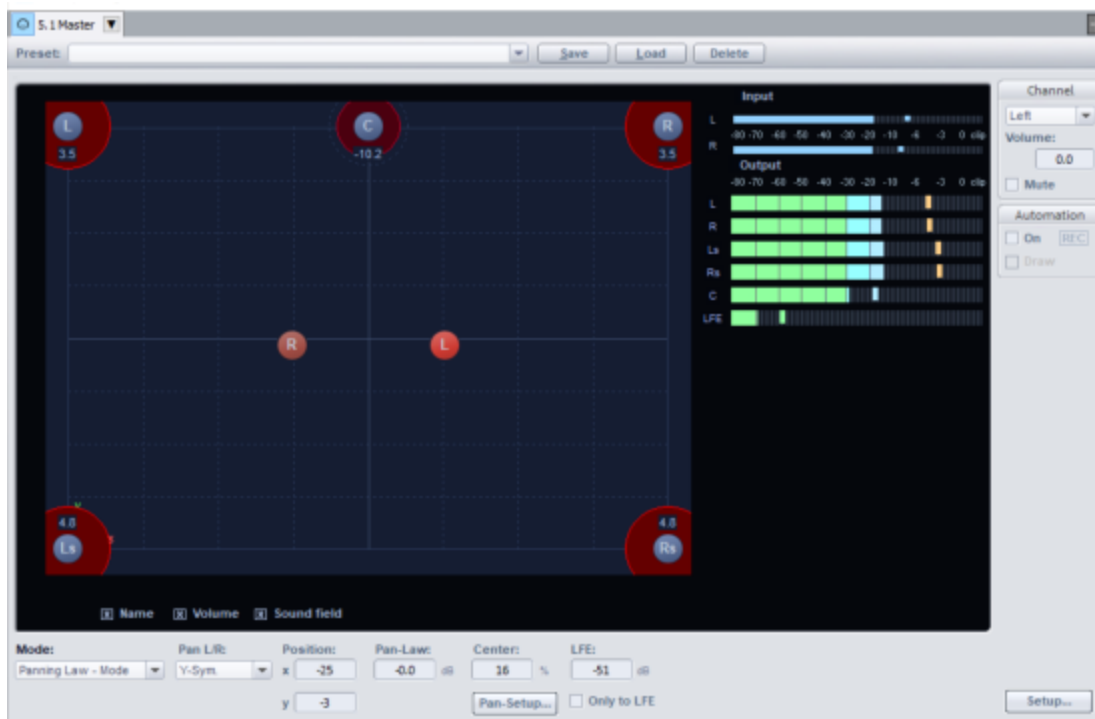 5.1 Master
Preset: Save Load Delete
L C R
3.5 -10.2 3.5
R L
4.8 4.8
Ls Rs
Name Volume Sound field
Input
L
-80 -70 -60 -50 -40 -30 -20 -10 -6 -3 0 clip
R
Output
-80 -70 -60 -50 -40 -30 -20 -10 -6 -3 0 clip
L
R
Ls
Rs
C
LFE
Channel
Left
Volume:
0.0
Mute
Automation
On REC
Draw
Mode: Pan L/R: Position: Pan-Law: Center: LFE:
Panning Law - Mode Y-Sym. x -25 -0.0 dB 16 % -51 dB
y -3 Pan-Setup... Only to LFE
Setup...